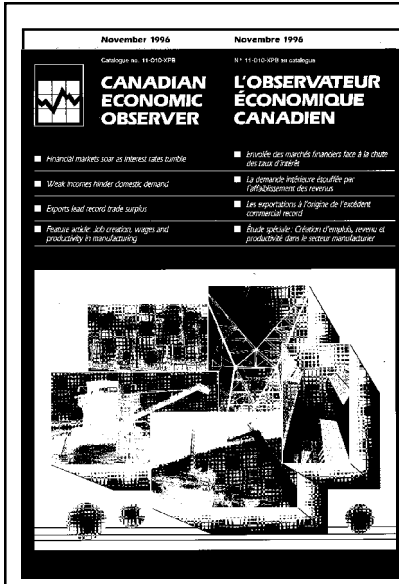 November 1996
Novembre 1996
Catalogue no. 11-010-XPB
N° 11-010-XPB au catalogue
CANADIAN
ECONOMIC
OBSERVER
L'OBSERVATEUR
ÉCONOMIQUE
CANADIEN
Financial markets soar as interest rates tumble
Weak incomes hinder domestic demand
Exports lead record trade surplus
Feature article: Job creation, wages and
productivity in manufacturing
Envolée des marchés financiers face à la chute
des taux d'intérêt
La demande intérieure étouffée par
l'affaiblissement des revenus
Les exportations à l'origine de l'excédent
commercial record
Étude spéciale: Création d'emplois, revenu et
productivité dans le secteur manufacturier